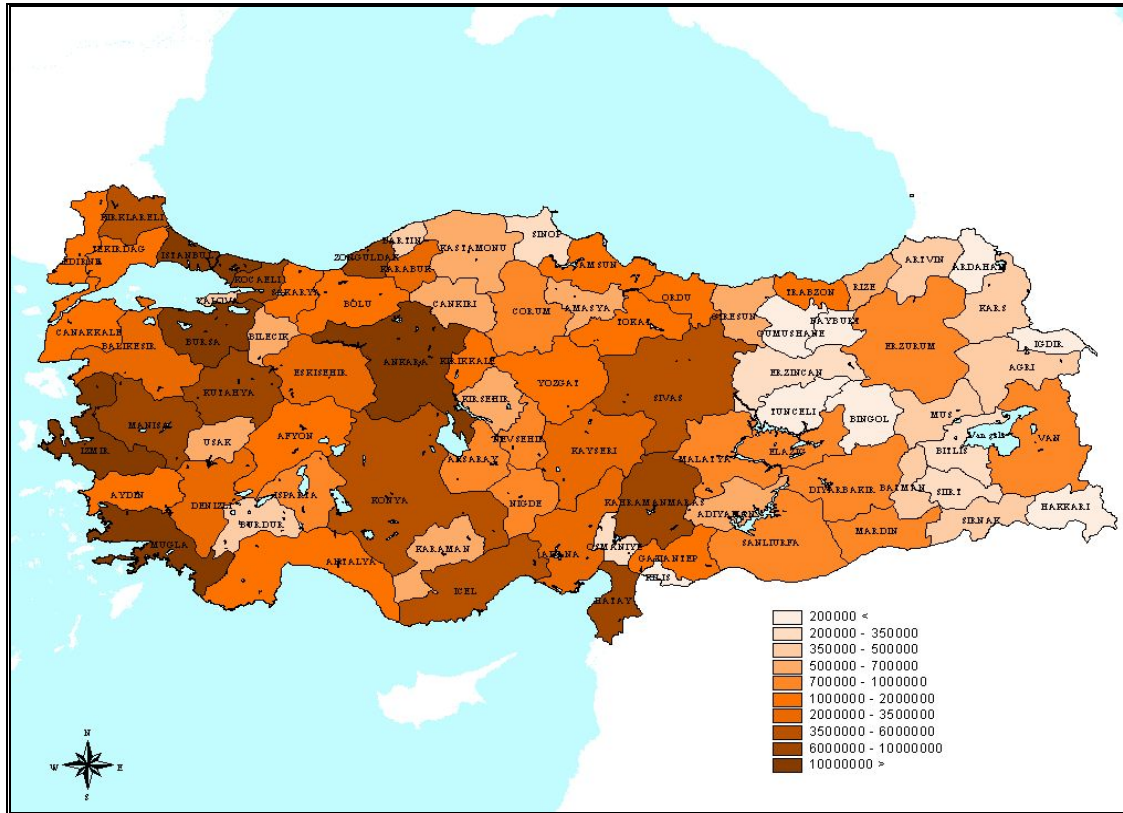 KIRKLARELI
EDIRNE
TEKIRDAG
ISTANBUL
KOCAELI
YALOVA
SAKARYA
ZONGULDAK
BARTIN
KARABUK
KASTAMONU
SINOP
BOLU
CANKIRI
CORUM
SAMSUN
AMASYA
ORDU
TOKAT
GIRESUN
TRABZON
RIZE
ARTVIN
ARDAHAN
KARS
IGDIR
AGRI
GUMUSHANE
BAYBURT
ERZURUM
ERZINCAN
CANAKKALE
BALIKESIR
BURSA
BILECIK
KUTAHYA
ESKISEHIR
ANKARA
KIRIKKALE
YOZGAT
SIVAS
TUNCELI
BINGOL
MUS
Van golu
VAN
BITLIS
MANISA
IZMIR
USAK
AFYON
KIRSEHIR
NEVSEHIR
AKSARAY
KAYSERI
MALATYA
ELAZIG
DIYARBAKIR
BATMAN
SIIRT
SIRNAK
HAKKARI
AYDIN
DENIZLI
ISPARTA
BURDUR
KONYA
NIGDE
KAHRAMANMARAS
ADIYAMAN
MARDIN
MUGLA
ANTALYA
KARAMAN
ICEL
ADANA
OSMANIYE
GAZIANTEP
SANLIURFA
KILIS
HATAY
200000 <
200000 - 350000
350000 - 500000
500000 - 700000
700000 - 1000000
1000000 - 2000000
2000000 - 3500000
3500000 - 6000000
6000000 - 10000000
10000000 >
N
W E
S